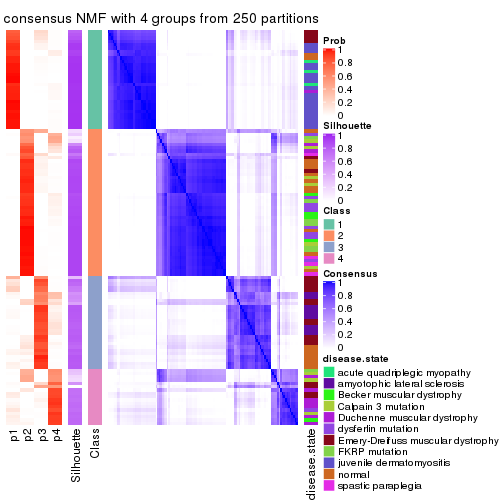 consensus NMF with 4 groups from 250 partitions
Prob
1
0.8
0.6
0.4
0.2
0
Silhouette
1
0.8
0.6
0.4
0.2
0
Class
1
2
3
4
Consensus
1
0.8
0.6
0.4
0.2
0
disease.state
acute quadriplegic myopathy
amyotophic lateral sclerosis
Becker muscular dystrophy
Calpain 3 mutation
Duchenne muscular dystrophy
dysferlin mutation
Emery-Dreifuss muscular dystrophy
FKRP mutation
juvenile dermatomyositis
normal
spastic paraplegia
p1
p2
p3
p4
Silhouette
Class
disease.state